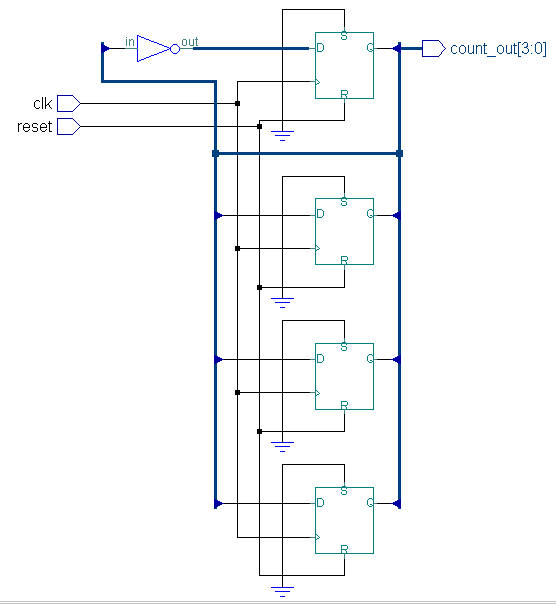 in out
S
D Q
count_out[3:0]
clk
R
reset
S
D Q
R
S
D Q
R
S
D Q
R